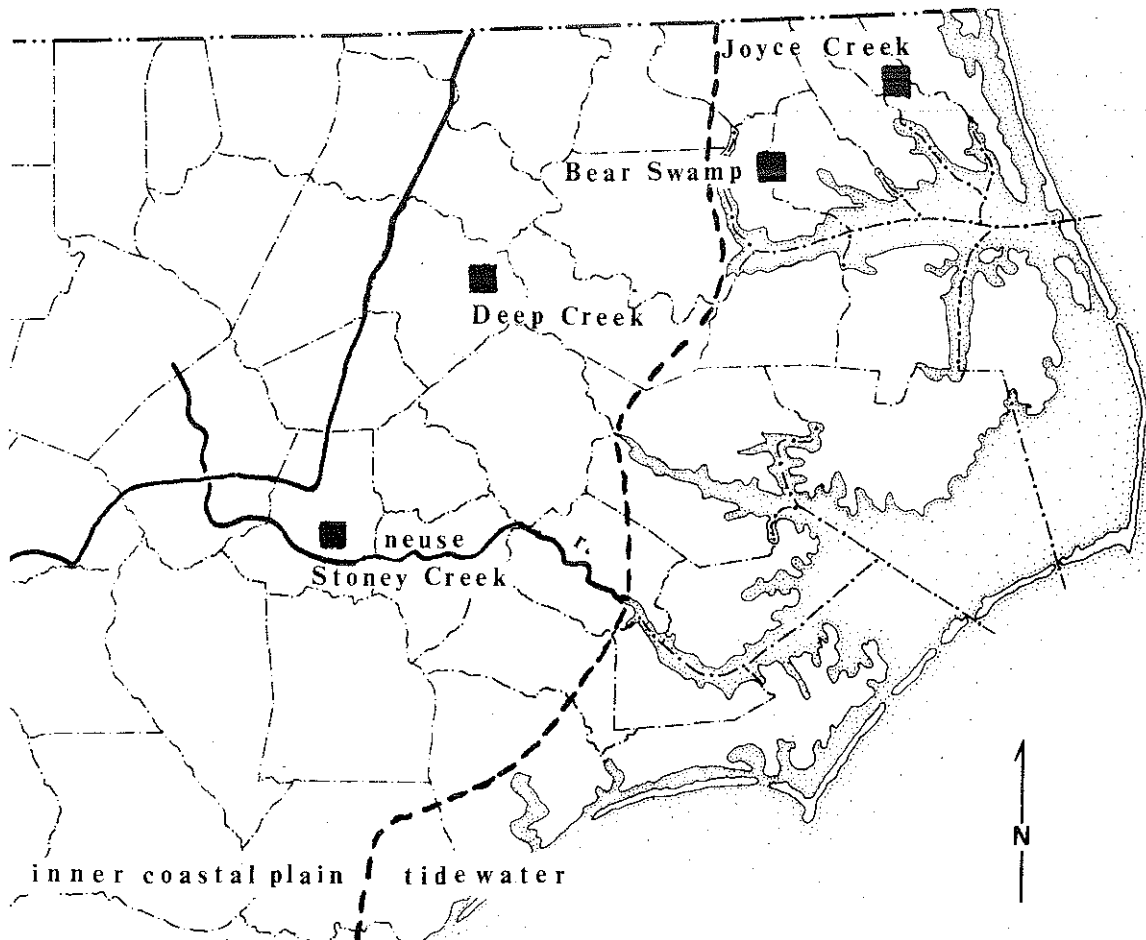 Joyce Creek
Bear Swamp
Deep Creek
neuse r.
Stoney Creek
N
inner coastal plain tidewater